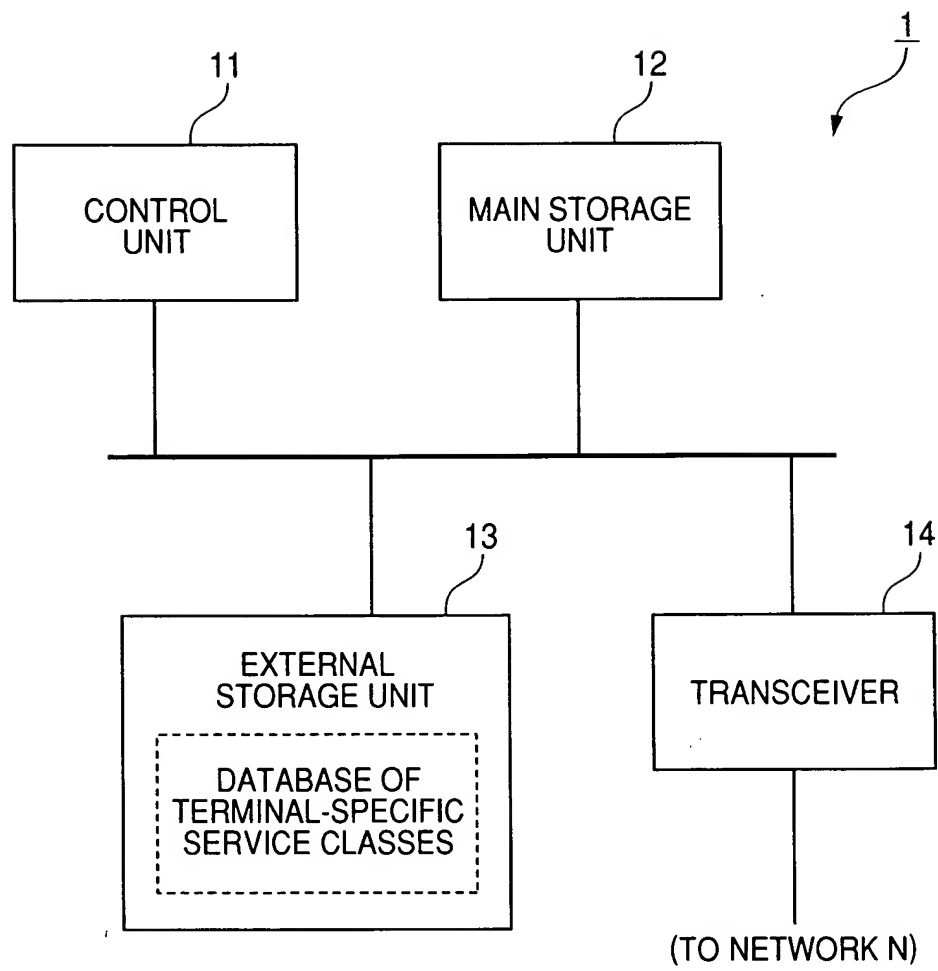 1
11
12
CONTROL
UNIT
MAIN STORAGE
UNIT
13
14
EXTERNAL
STORAGE UNIT
DATABASE OF
TERMINAL-SPECIFIC
SERVICE CLASSES
TRANSCEIVER
(TO NETWORK N)